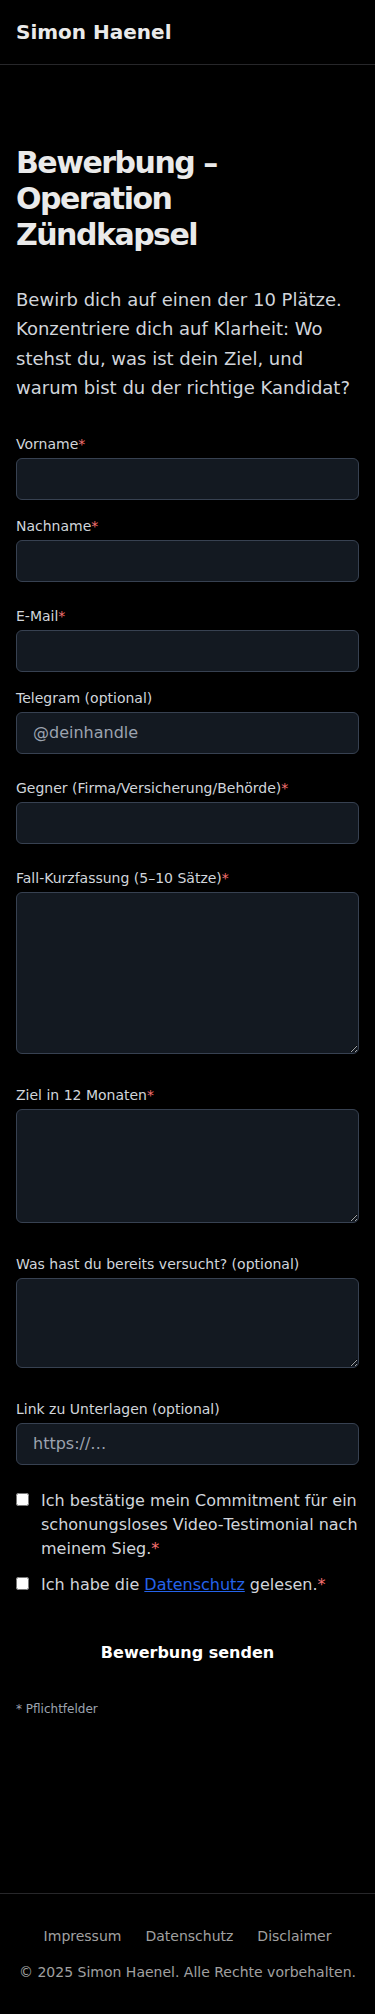 Simon Haenel
Bewerbung –
Operation
Zündkapsel
Bewirb dich auf einen der 10 Plätze.
Konzentriere dich auf Klarheit: Wo
stehst du, was ist dein Ziel, und
warum bist du der richtige Kandidat?
Vorname*
Nachname*
E-Mail*
Telegram (optional)
@deinhandle
Gegner (Firma/Versicherung/Behörde)*
Fall-Kurzfassung (5–10 Sätze)*
Ziel in 12 Monaten*
Was hast du bereits versucht? (optional)
Link zu Unterlagen (optional)
https://...
Ich bestätige mein Commitment für ein
schonungsloses Video-Testimonial nach
meinem Sieg.*
Ich habe die Datenschutz gelesen.*
Bewerbung senden
* Pflichtfelder
Impressum Datenschutz Disclaimer
© 2025 Simon Haenel. Alle Rechte vorbehalten.